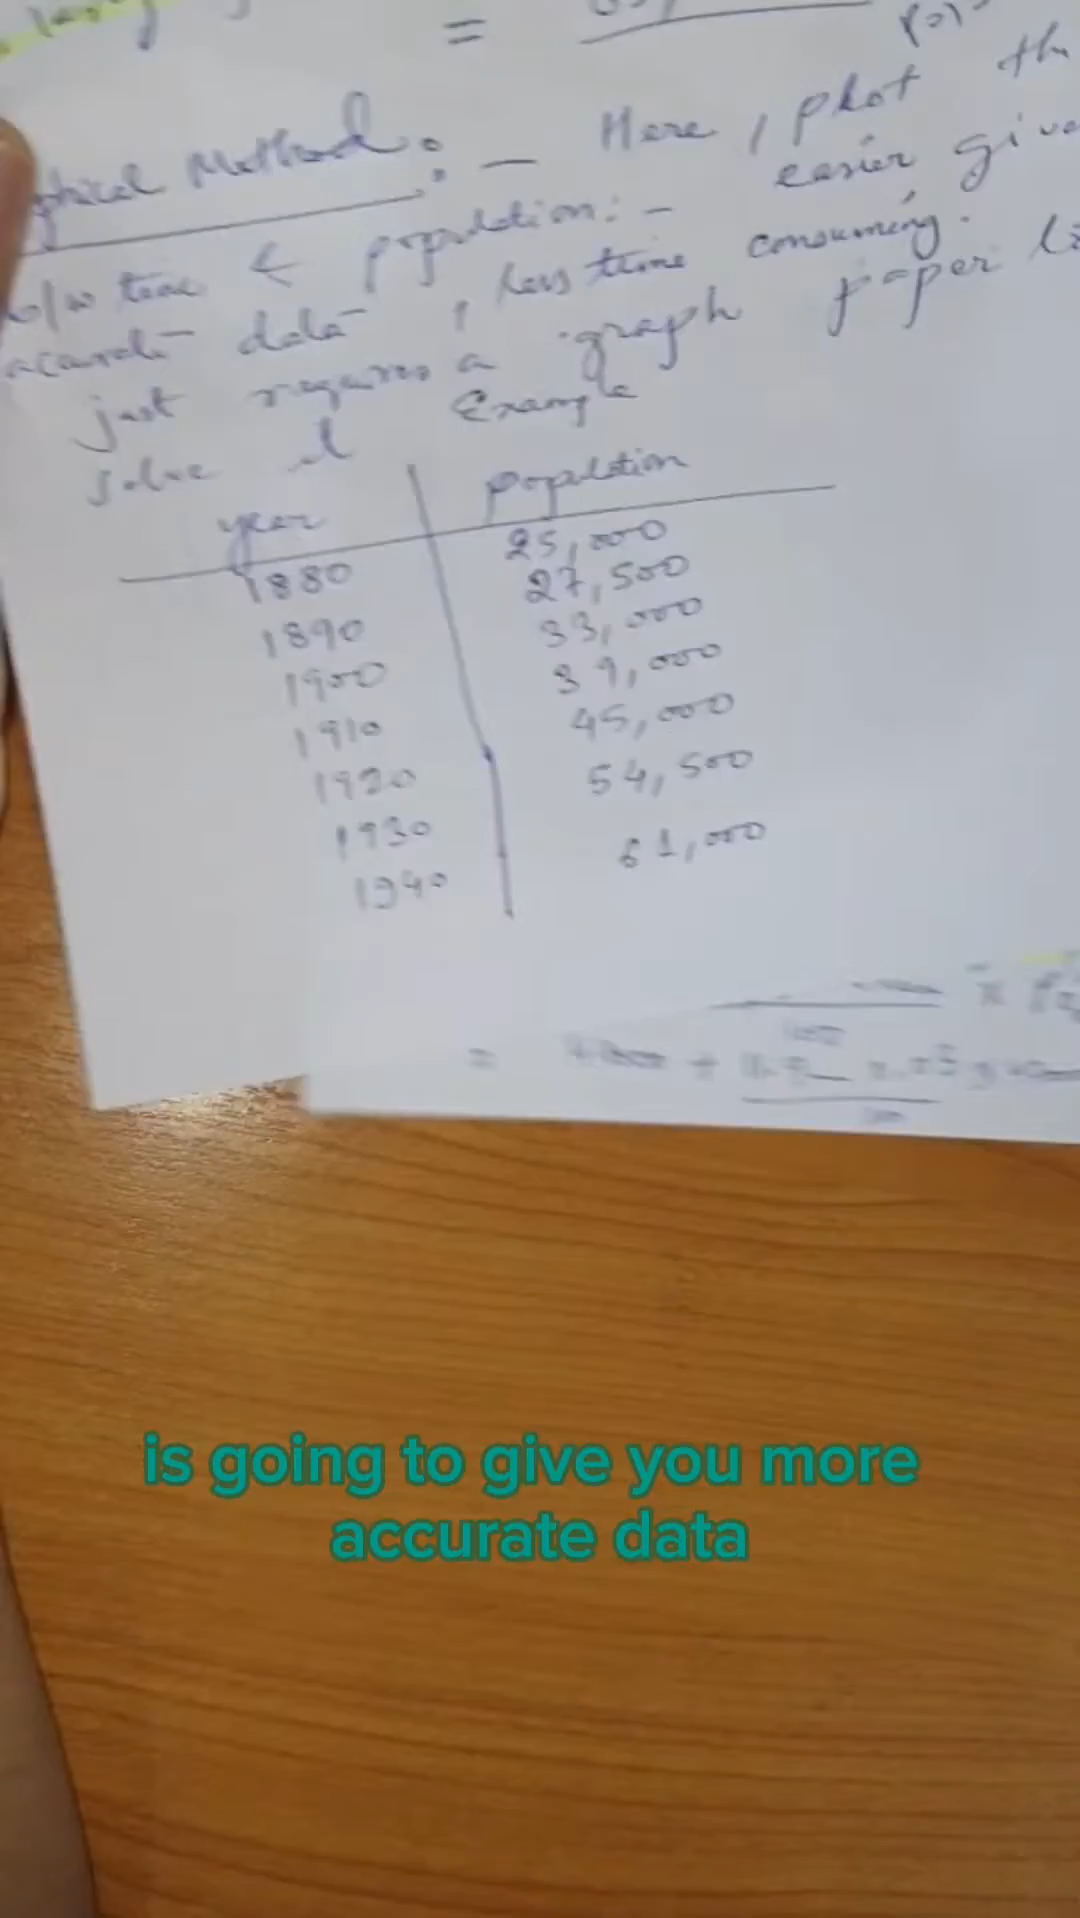 =
Method : - Here, plot the
b/w time & population: - easier give
accurate data, less time consuming.
just requires a graph paper
solve it Example
year population
1880 25,000
1890 27,500
1900 33,000
1910 39,000
1920 45,000
1930 54,500
1940 61,000
100
= +
is going to give you more
accurate data